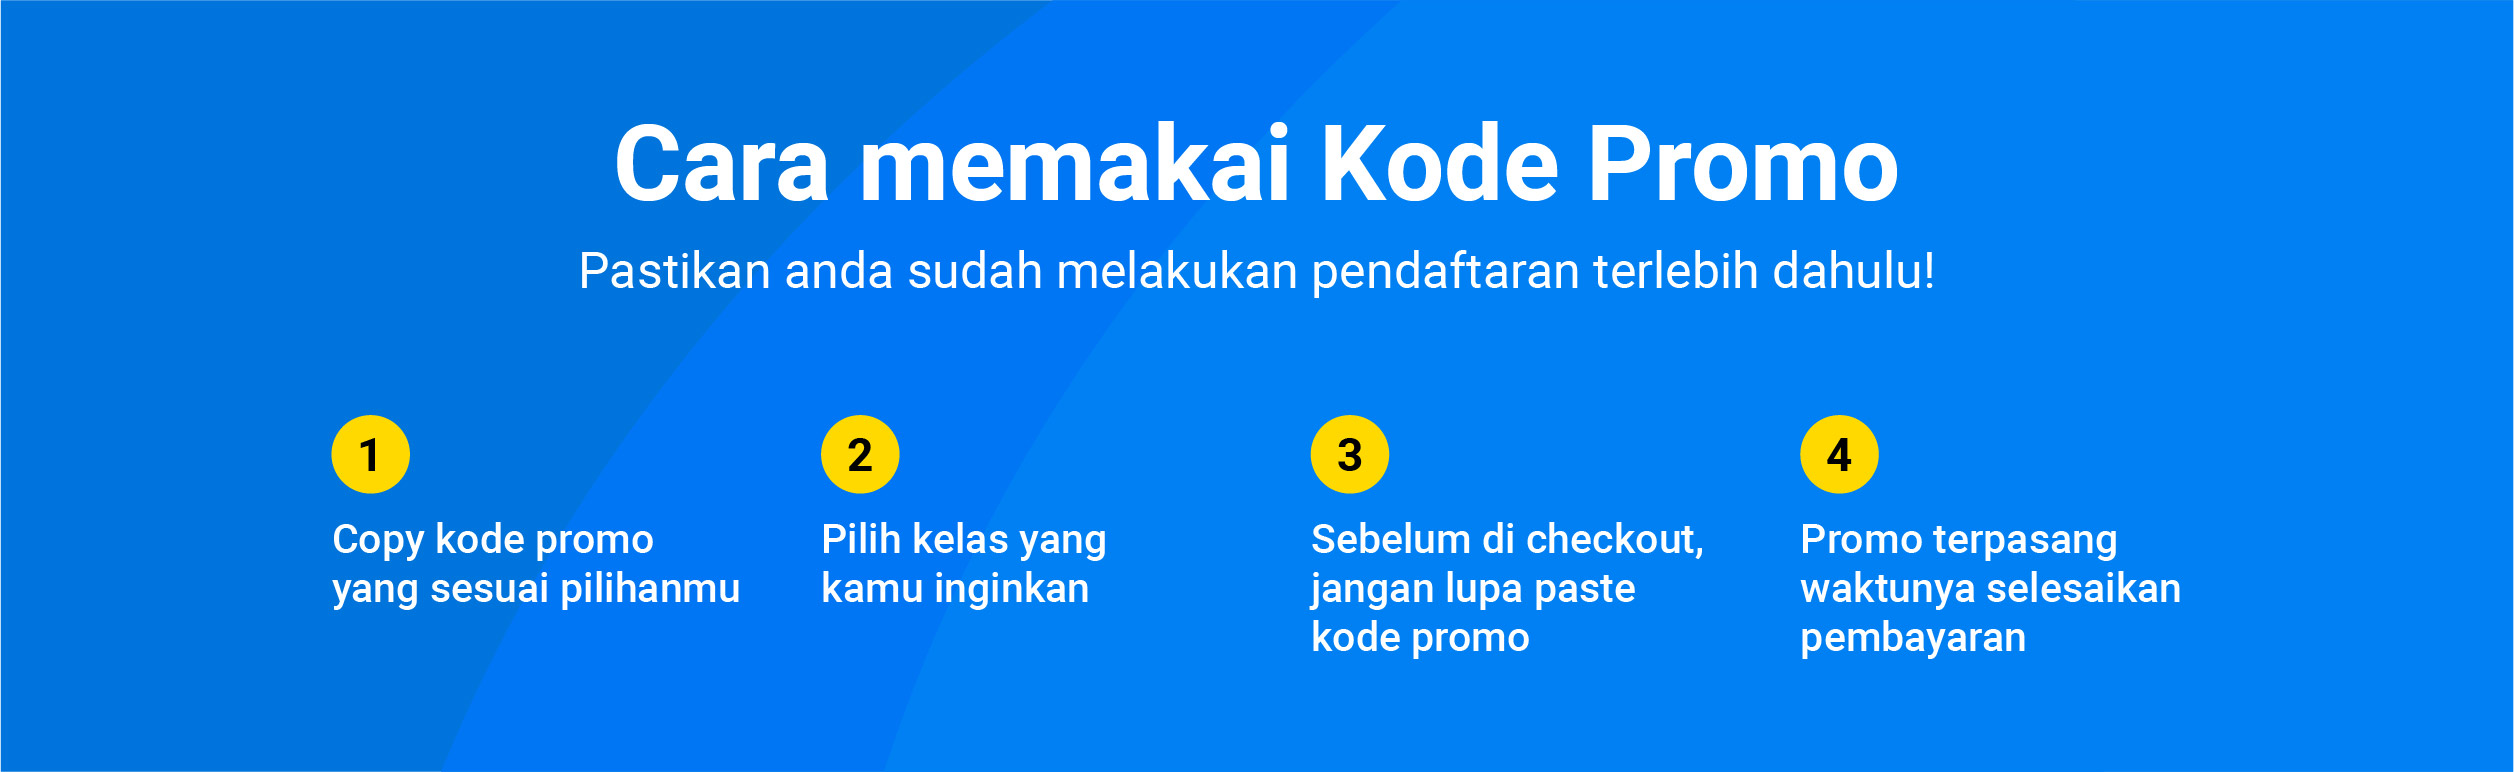 Cara memakai Kode Promo
Pastikan anda sudah melakukan pendaftaran terlebih dahulu!
1
Copy kode promo
yang sesuai pilihanmu
2
Pilih kelas yang
kamu inginkan
3
Sebelum di checkout,
jangan lupa paste
kode promo
4
Promo terpasang
waktunya selesaikan
pembayaran